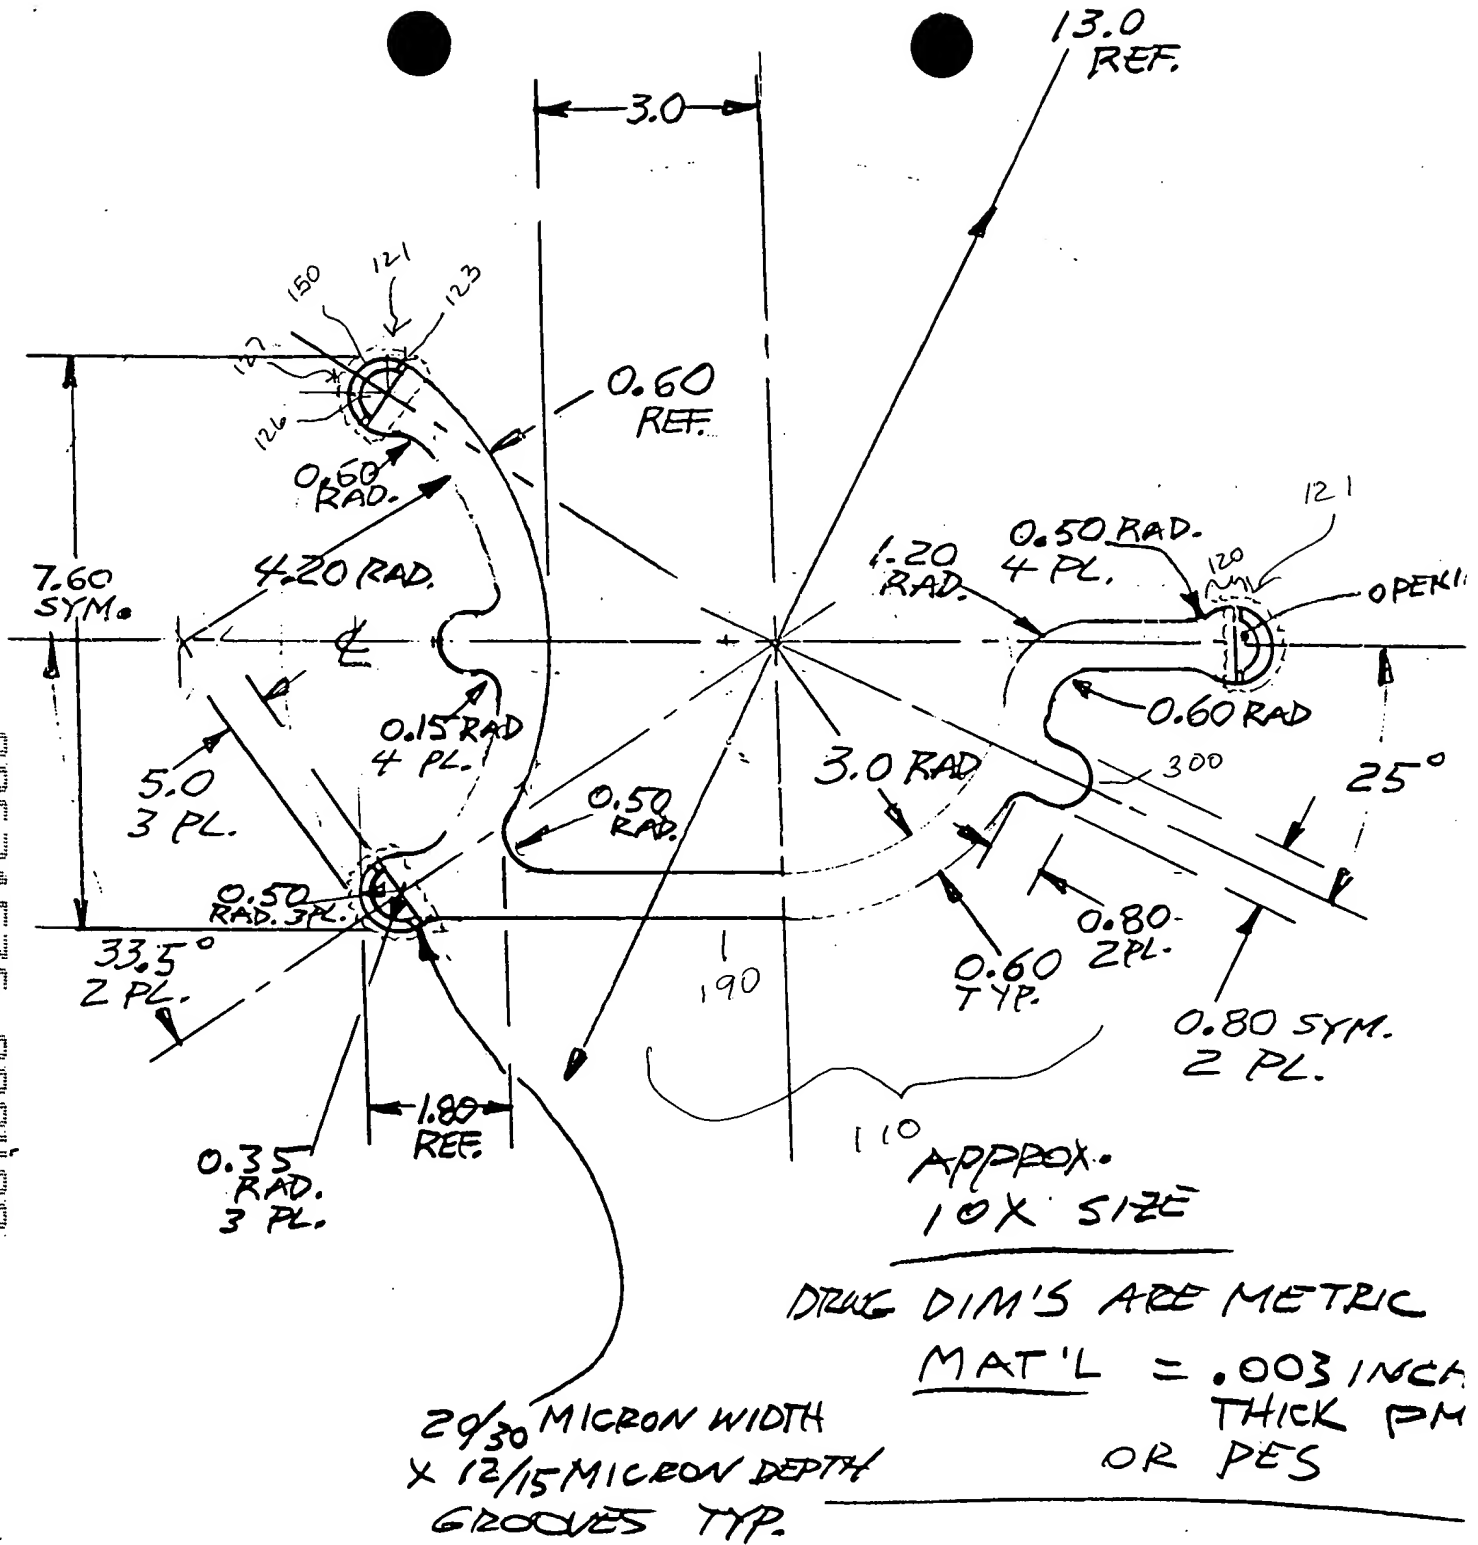 13.0
REF.
3.0
150
121
123
127
126
0.60
REF.
0.60
RAD.
121
120
0.50 RAD.
4 PL.
1.20
RAD.
4.20 RAD.
7.60
SYM.
℄
0.15 RAD
4 PL.
0.60 RAD
3.0 RAD
300
25°
5.0
3 PL.
0.50
RAD.
0.50
RAD. 3 PL.
33.5°
2 PL.
190
0.80
2 PL.
0.60
TYP.
0.80 SYM.
2 PL.
1.80
REF.
110
0.35
RAD.
3 PL.
APPROX.
10X SIZE
DRWG DIM'S ARE METRIC
MAT'L = .003 INCH
THICK PM
OR PES
20/30 MICRON WIDTH
X 12/15 MICRON DEPTH
GROOVES TYP.